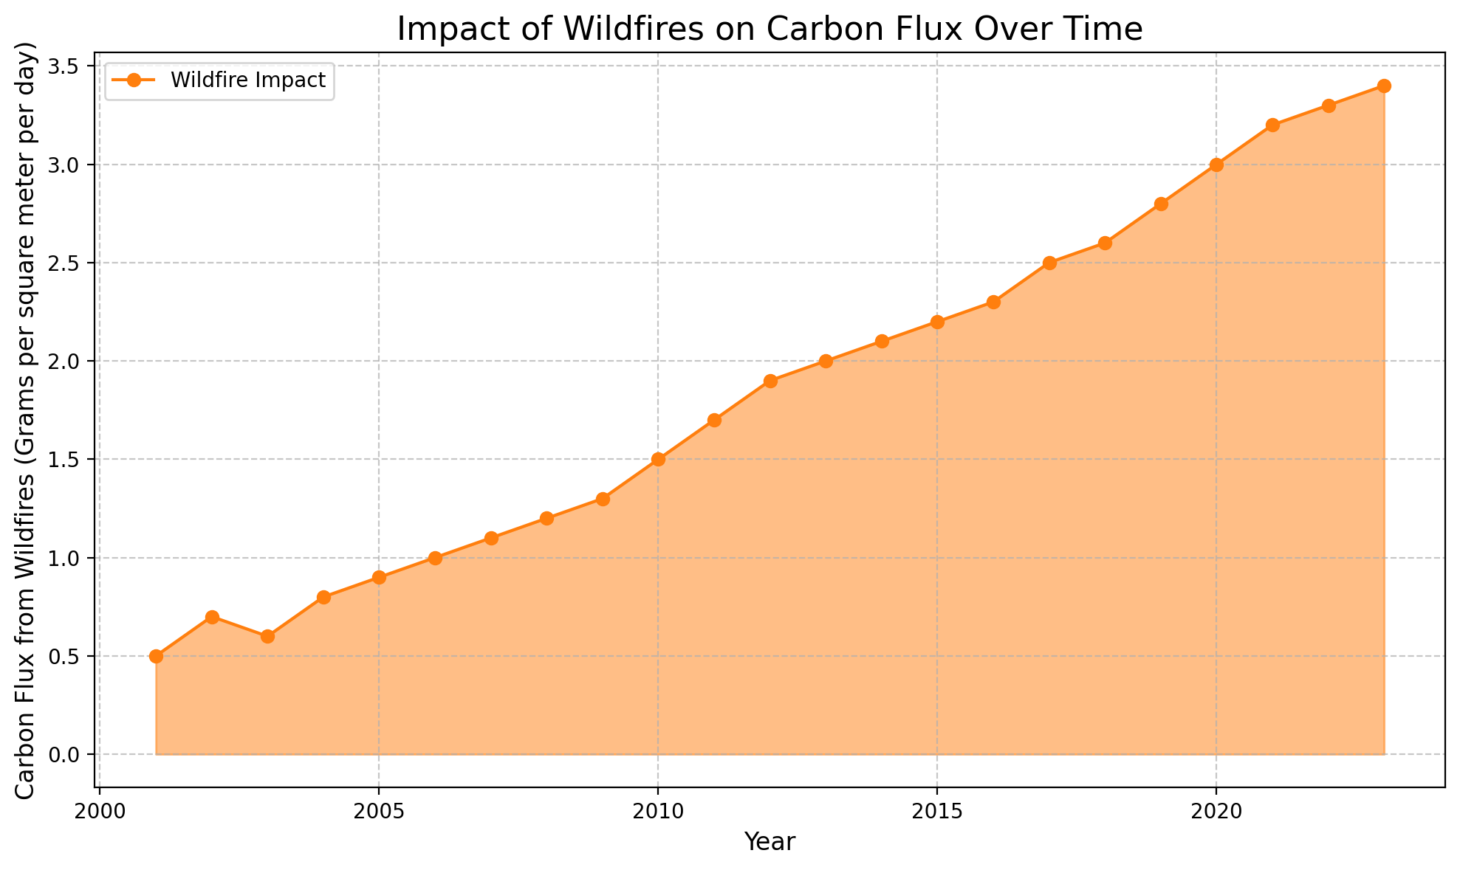 Impact of Wildfires on Carbon Flux Over Time
Carbon Flux from Wildfires (Grams per square meter per day)
3.5
3.0
2.5
2.0
1.5
1.0
0.5
0.0
Wildfire Impact
2000 2005 2010 2015 2020
Year